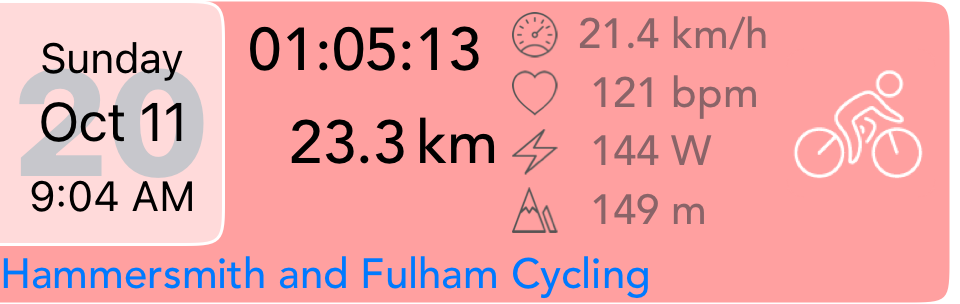 Sunday
20
Oct 11
9:04 AM
01:05:13
23.3 km
21.4 km/h
121 bpm
144 W
149 m
Hammersmith and Fulham Cycling